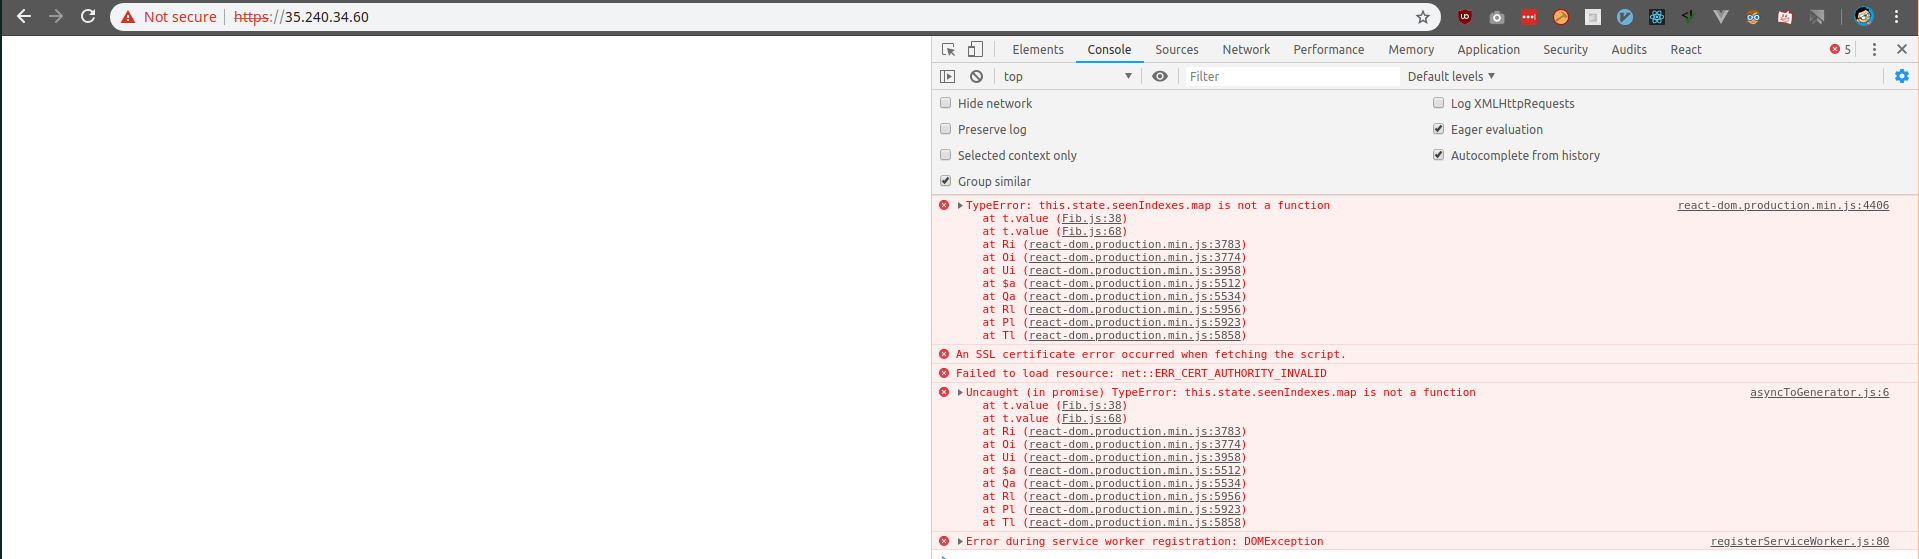 Not secure https://35.240.34.60
Elements Console Sources Network Performance Memory Application Security Audits React 5
top Filter Default levels
Hide network Log XMLHttpRequests
Preserve log Eager evaluation
Selected context only Autocomplete from history
Group similar
TypeError: this.state.seenIndexes.map is not a function react-dom.production.min.js:4406
at t.value (Fib.js:38)
at t.value (Fib.js:68)
at Ri (react-dom.production.min.js:3783)
at Oi (react-dom.production.min.js:3774)
at Ui (react-dom.production.min.js:3958)
at $a (react-dom.production.min.js:5512)
at Qa (react-dom.production.min.js:5534)
at Rl (react-dom.production.min.js:5956)
at Pl (react-dom.production.min.js:5923)
at Tl (react-dom.production.min.js:5858)
An SSL certificate error occurred when fetching the script.
Failed to load resource: net::ERR_CERT_AUTHORITY_INVALID
Uncaught (in promise) TypeError: this.state.seenIndexes.map is not a function asyncToGenerator.js:6
at t.value (Fib.js:38)
at t.value (Fib.js:68)
at Ri (react-dom.production.min.js:3783)
at Oi (react-dom.production.min.js:3774)
at Ui (react-dom.production.min.js:3958)
at $a (react-dom.production.min.js:5512)
at Qa (react-dom.production.min.js:5534)
at Rl (react-dom.production.min.js:5956)
at Pl (react-dom.production.min.js:5923)
at Tl (react-dom.production.min.js:5858)
Error during service worker registration: DOMException registerServiceWorker.js:80